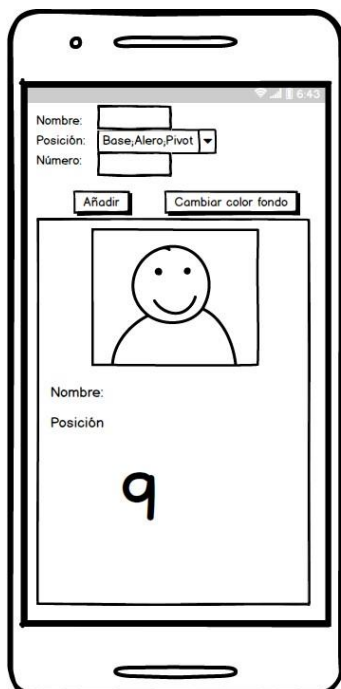 6:43
Nombre:
Posición: Base;Alero;Pivot
Número:
Añadir Cambiar color fondo
Nombre:
Posición
9